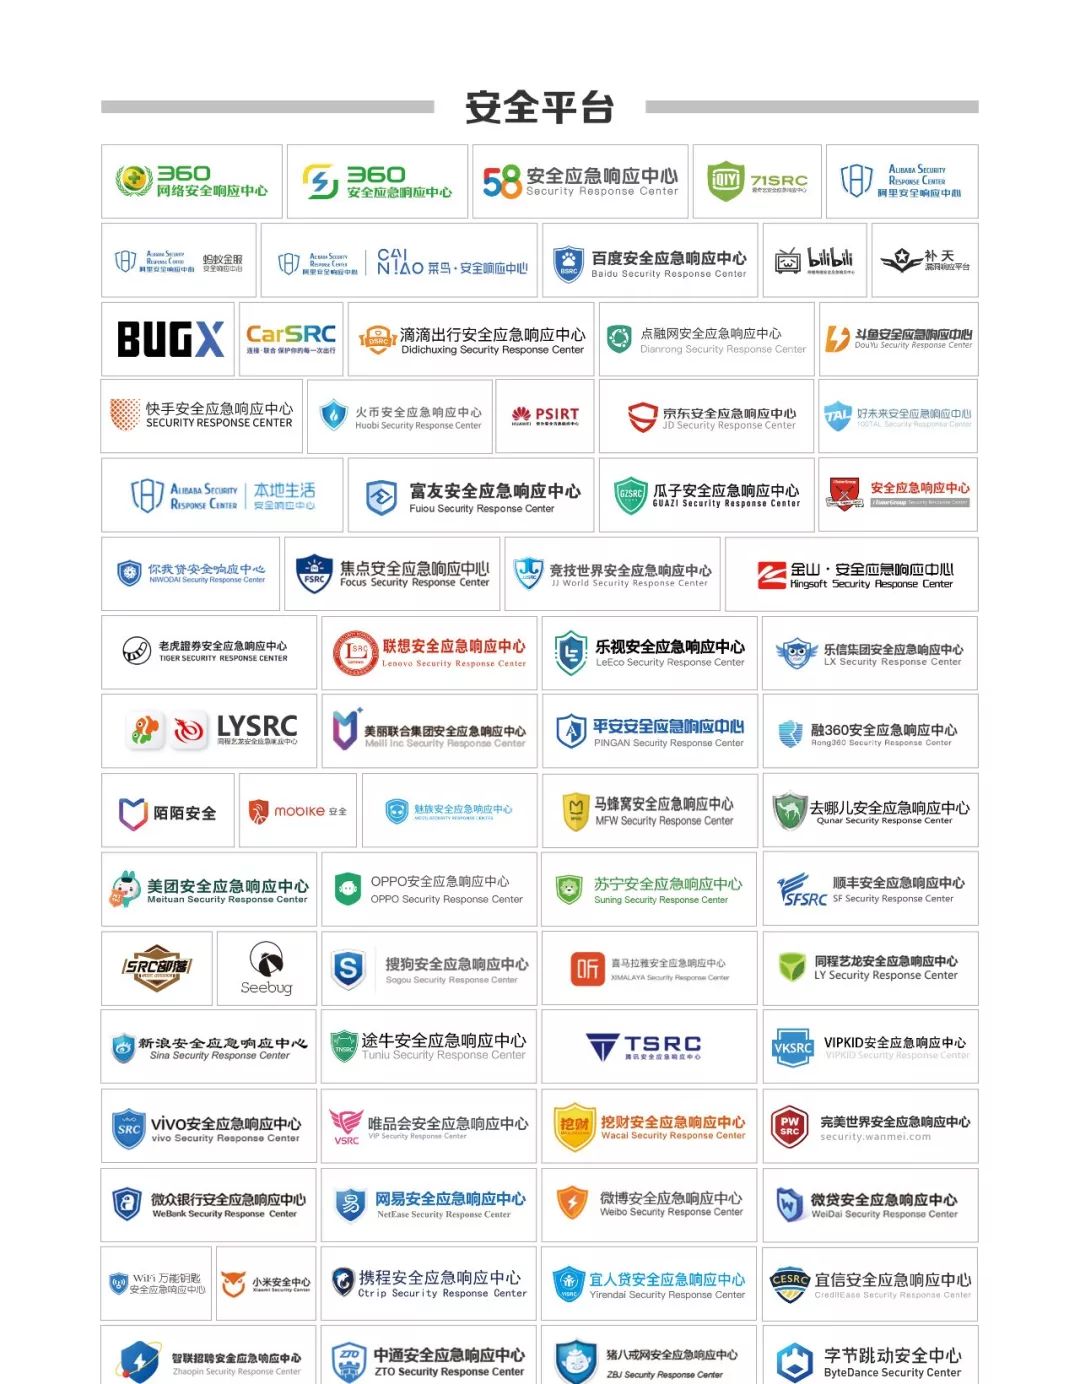 安全平台
360
网络安全响应中心
360
安全应急响应中心
58 安全应急响应中心
Security Response Center
iQIYI
71SRC
爱奇艺安全应急响应中心
ALIBABA SECURITY
RESPONSE CENTER
阿里安全响应中心
ALIBABA SECURITY
RESPONSE CENTER
阿里安全响应中心
蚂蚁金服
安全响应中心
ALIBABA SECURITY
RESPONSE CENTER
阿里安全响应中心
CAINIAO 菜鸟·安全响应中心
BSRC
百度安全应急响应中心
Baidu Security Response Center
bilibili
补天
漏洞响应平台
BUGX
CarSRC
连接·联合 保护你的每一次出行
DSRC
滴滴出行安全应急响应中心
Didichuxing Security Response Center
点融网安全应急响应中心
Dianrong Security Response Center
斗鱼安全应急响应中心
DouYu Security Response Center
快手安全应急响应中心
SECURITY RESPONSE CENTER
火币安全应急响应中心
Huobi Security Response Center
HUAWEI
PSIRT
京东安全应急响应中心
JD Security Response Center
TAL
好未来安全应急响应中心
100TAL Security Response Center
ALIBABA SECURITY
RESPONSE CENTER
本地生活
安全响应中心
富友安全应急响应中心
Fuiou Security Response Center
GZSRC
瓜子安全应急响应中心
GUAZI Security Response Center
安全应急响应中心
你我贷安全响应中心
NIWODAI Security Response Center
FSRC
焦点安全应急响应中心
Focus Security Response Center
JJSRC
竞技世界安全应急响应中心
JJ World Security Response Center
金山·安全应急响应中心
Kingsoft Security Response Center
老虎證券安全应急响应中心
TIGER SECURITY RESPONSE CENTER
LSRC
联想安全应急响应中心
Lenovo Security Response Center
乐视安全应急响应中心
LeEco Security Response Center
乐信集团安全应急响应中心
LX Security Response Center
LYSRC
同程艺龙安全应急响应中心
美丽联合集团安全应急响应中心
Meili Inc Security Response Center
平安安全应急响应中心
PINGAN Security Response Center
融360安全应急响应中心
Rong360 Security Response Center
陌陌安全
mobike 安全
魅族安全应急响应中心
MEIZU SECURITY RESPONSE CENTER
马蜂窝安全应急响应中心
MFW Security Response Center
去哪儿安全应急响应中心
Qunar Security Response Center
美团安全应急响应中心
Meituan Security Response Center
OPPO安全应急响应中心
OPPO Security Response Center
苏宁安全应急响应中心
Suning Security Response Center
SFSRC
顺丰安全应急响应中心
SF Security Response Center
SRC部落
Seebug
S
搜狗安全应急响应中心
Sogou Security Response Center
听
喜马拉雅安全应急响应中心
XIMALAYA Security Response Center
同程艺龙安全应急响应中心
LY Security Response Center
新浪安全应急响应中心
Sina Security Response Center
TNSRC
途牛安全应急响应中心
Tuniu Security Response Center
TSRC
腾讯安全应急响应中心
VKSRC
VIPKID安全应急响应中心
VIPKID Security Response Center
SRC
vivo安全应急响应中心
vivo Security Response Center
VSRC
唯品会安全应急响应中心
VIP Security Response Center
挖财
挖财安全应急响应中心
Wacai Security Response Center
PW
SRC
完美世界安全应急响应中心
security.wanmei.com
微众银行安全应急响应中心
WeBank Security Response Center
易
网易安全应急响应中心
NetEase Security Response Center
微博安全应急响应中心
Weibo Security Response Center
微贷安全应急响应中心
WeiDai Security Response Center
WiFi 万能钥匙
安全应急响应中心
小米安全中心
Xiaomi Security Center
携程安全应急响应中心
Ctrip Security Response Center
YISRC
宜人贷安全应急响应中心
Yirendai Security Response Center
CESRC
宜信安全应急响应中心
CreditEase Security Response Center
智联招聘安全应急响应中心
Zhaopin Security Response Center
ZTO
中通安全应急响应中心
ZTO Security Response Center
猪八戒网安全应急响应中心
ZBJ Security Response Center
字节跳动安全中心
ByteDance Security Center